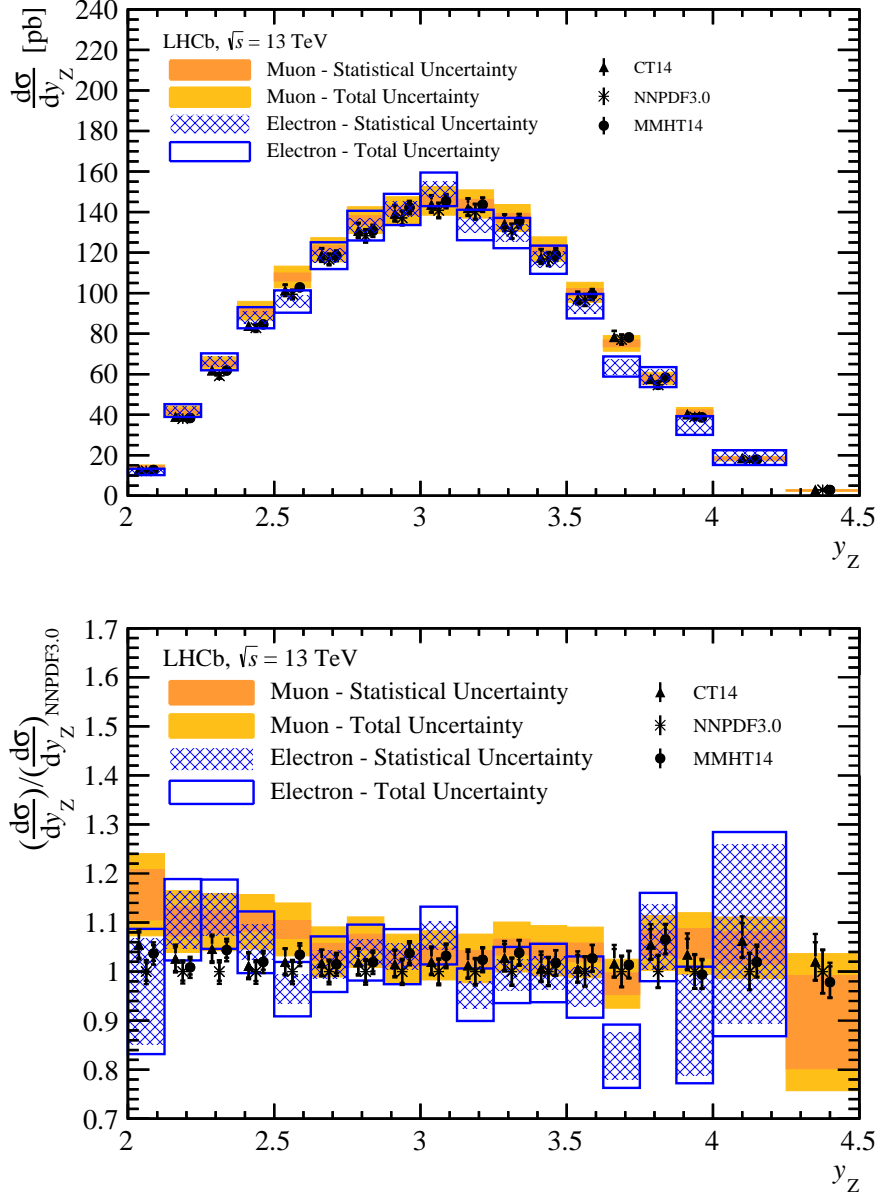 dσ/dy_Z [pb]
240
220
200
180
160
140
120
100
80
60
40
20
0
LHCb, √s = 13 TeV
Muon - Statistical Uncertainty
Muon - Total Uncertainty
Electron - Statistical Uncertainty
Electron - Total Uncertainty
CT14
NNPDF3.0
MMHT14
2 2.5 3 3.5 4 4.5
y_Z
(dσ/dy_Z)/(dσ/dy_Z)_NNPDF3.0
1.7
1.6
1.5
1.4
1.3
1.2
1.1
1
0.9
0.8
0.7
LHCb, √s = 13 TeV
Muon - Statistical Uncertainty
Muon - Total Uncertainty
Electron - Statistical Uncertainty
Electron - Total Uncertainty
CT14
NNPDF3.0
MMHT14
2 2.5 3 3.5 4 4.5
y_Z